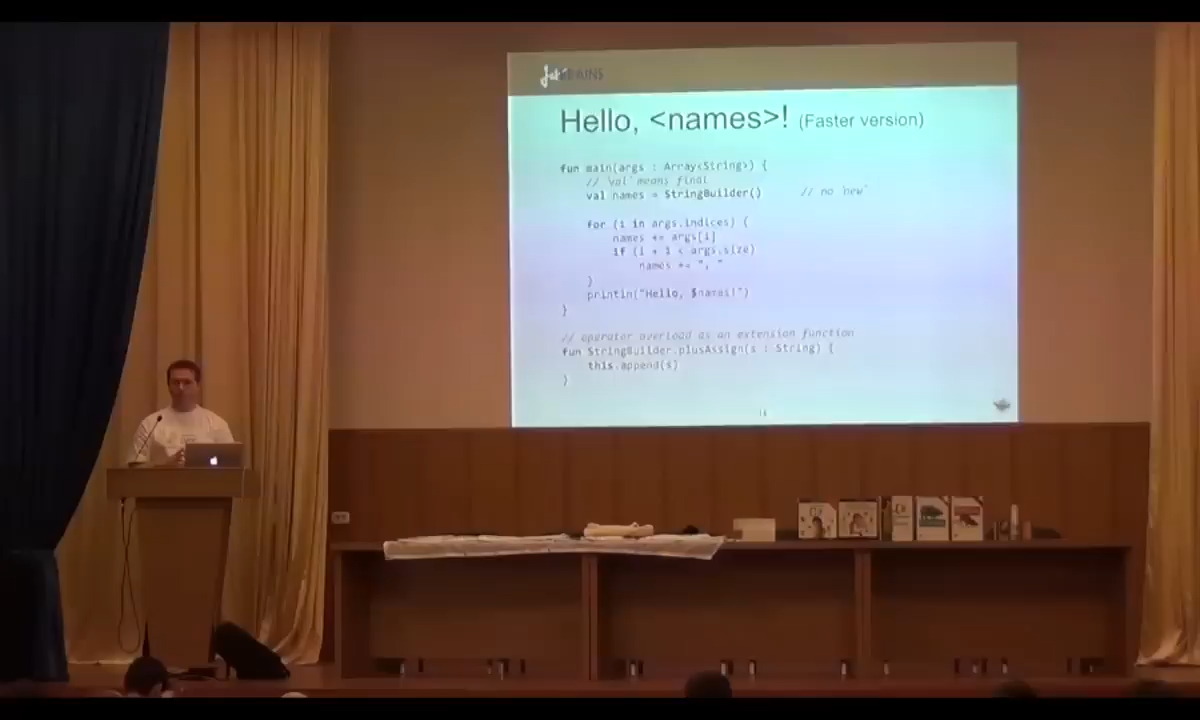 JetBRAINS
Hello, <names>! (Faster version)
fun main(args : Array<String>) {
// `val` means final
val names = StringBuilder() // no `new`
for (i in args.indices) {
names += args[i]
if (i + 1 < args.size)
names += ", "
}
println("Hello, $names!")
}
// operator overload as an extension function
fun StringBuilder.plusAssign(s : String) {
this.append(s)
}